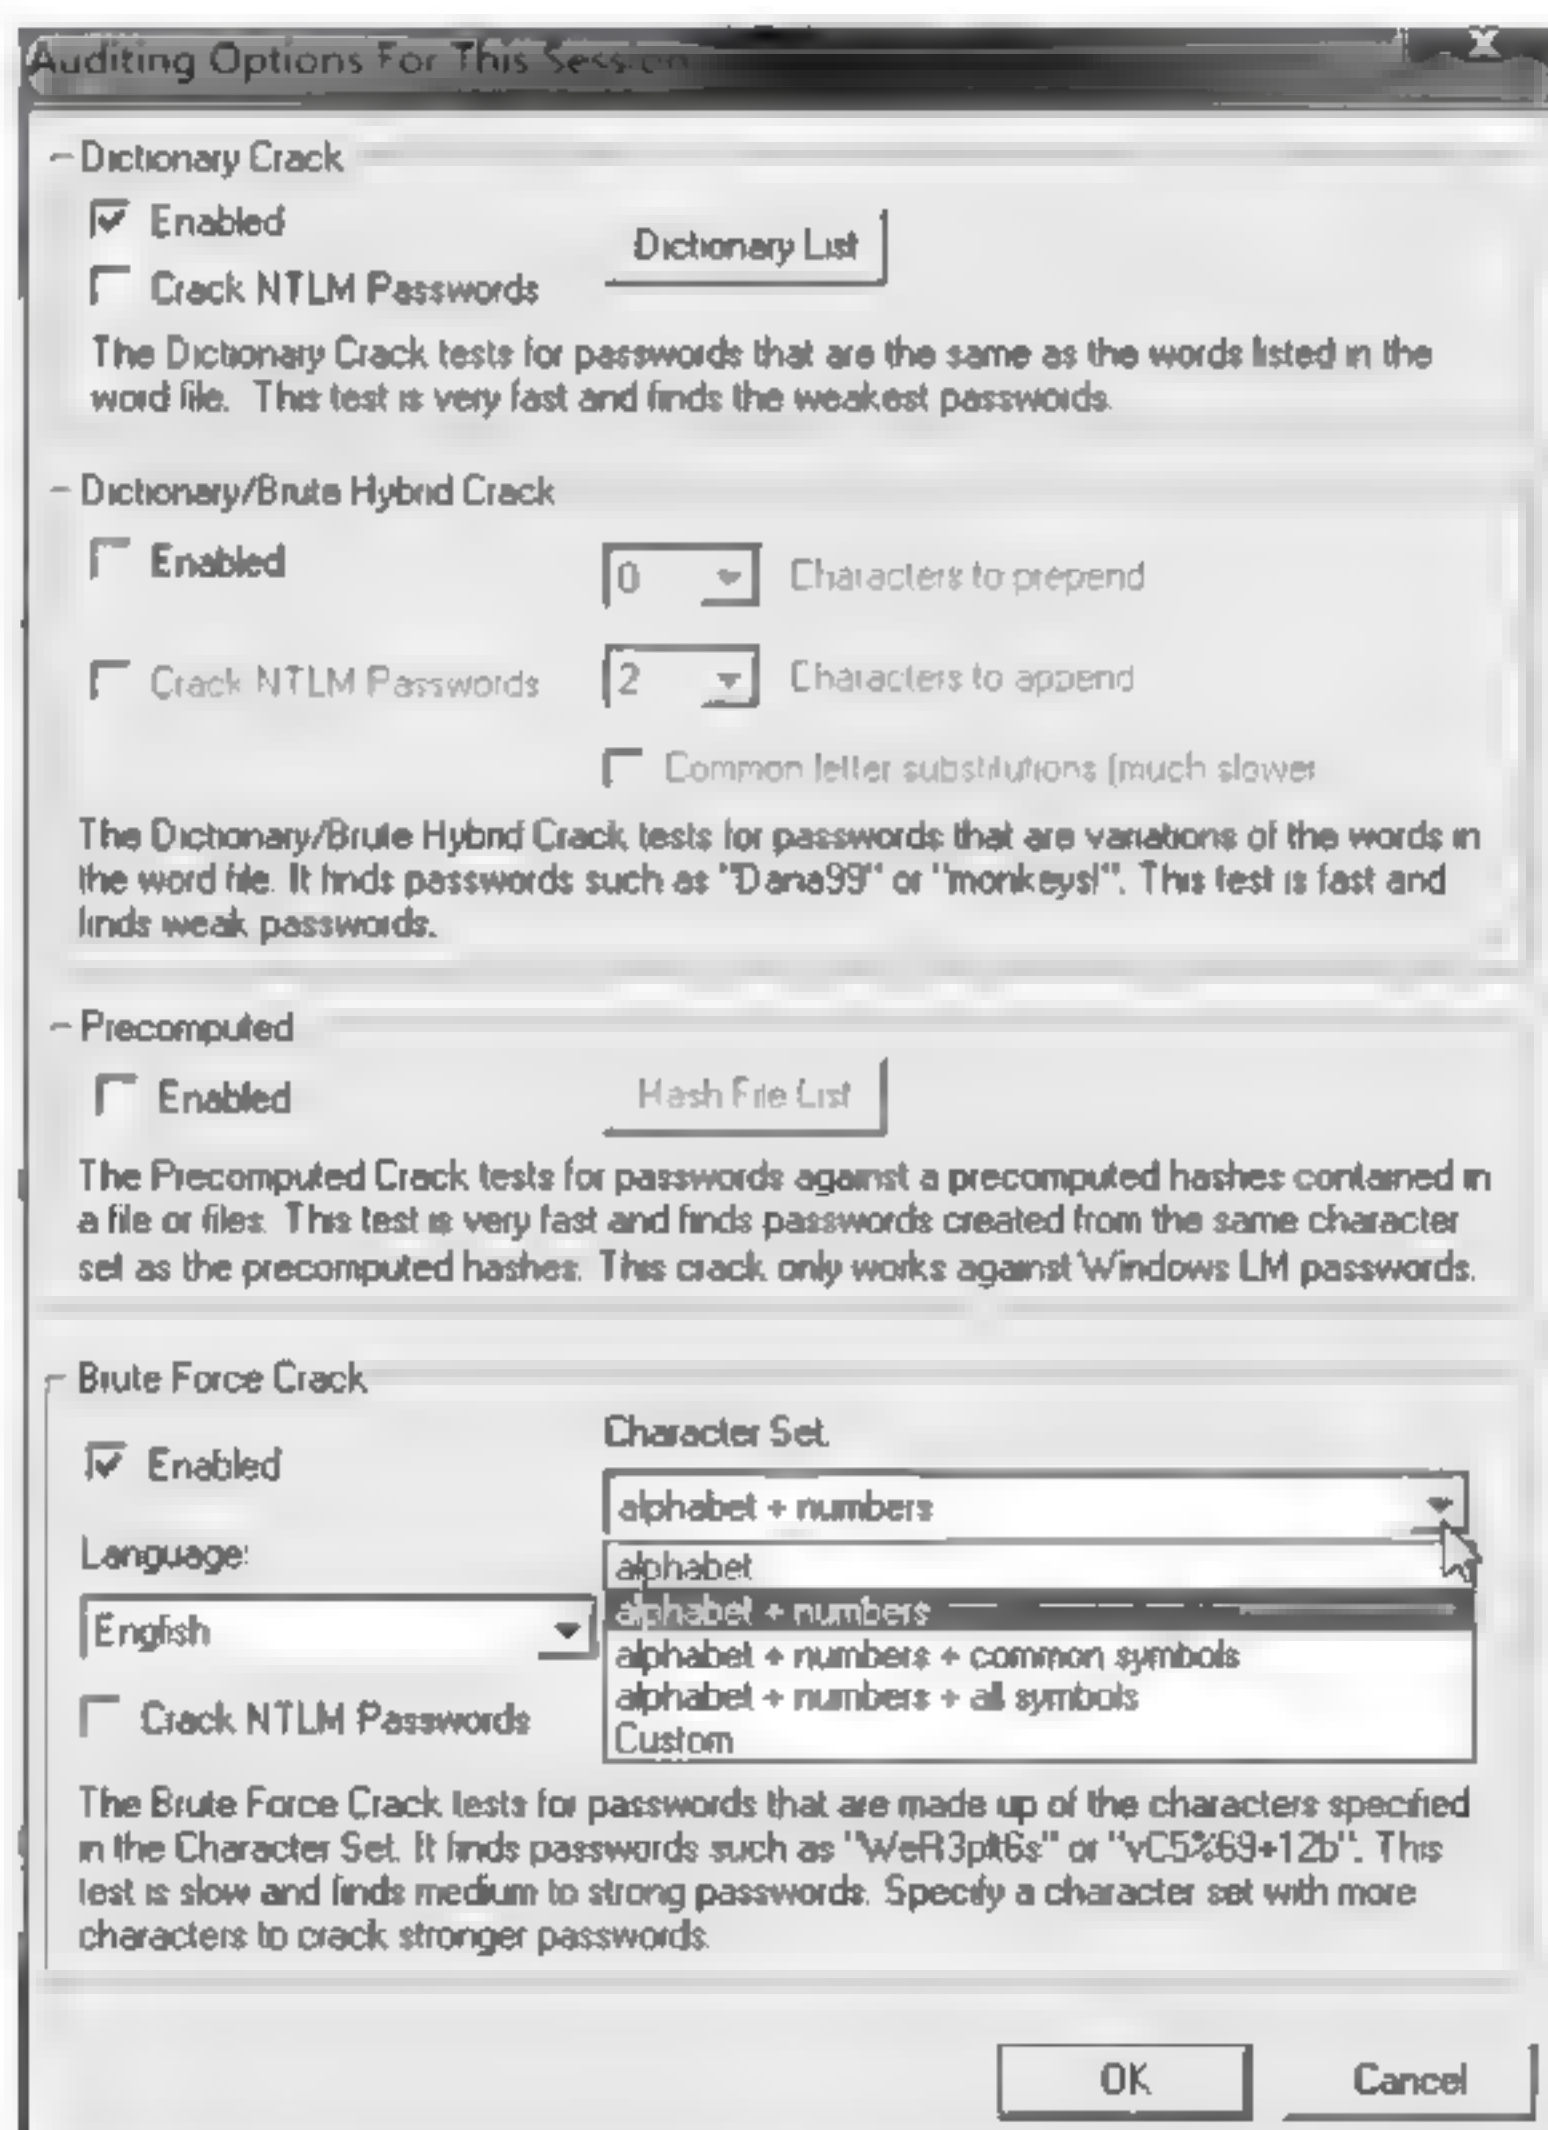 Auditing Options For This Session
Dictionary Crack
Enabled
Dictionary List
Crack NTLM Passwords
The Dictionary Crack tests for passwords that are the same as the words listed in the
word file. This test is very fast and finds the weakest passwords.
Dictionary/Brute Hybrid Crack
Enabled
0
Characters to prepend
Crack NTLM Passwords
2
Characters to append
Common letter substitutions (much slower
The Dictionary/Brute Hybrid Crack tests for passwords that are variations of the words in
the word file. It finds passwords such as "Dana99" or "monkeys!". This test is fast and
finds weak passwords.
Precomputed
Enabled
Hash File List
The Precomputed Crack tests for passwords against a precomputed hashes contained in
a file or files. This test is very fast and finds passwords created from the same character
set as the precomputed hashes. This crack only works against Windows LM passwords.
Brute Force Crack
Enabled
Character Set:
alphabet + numbers
Language:
alphabet
alphabet + numbers
English
alphabet + numbers + common symbols
alphabet + numbers + all symbols
Crack NTLM Passwords
Custom
The Brute Force Crack tests for passwords that are made up of the characters specified
in the Character Set. It finds passwords such as "WeR3plt6s" or "vC5%69+12b". This
test is slow and finds medium to strong passwords. Specify a character set with more
characters to crack stronger passwords.
OK
Cancel